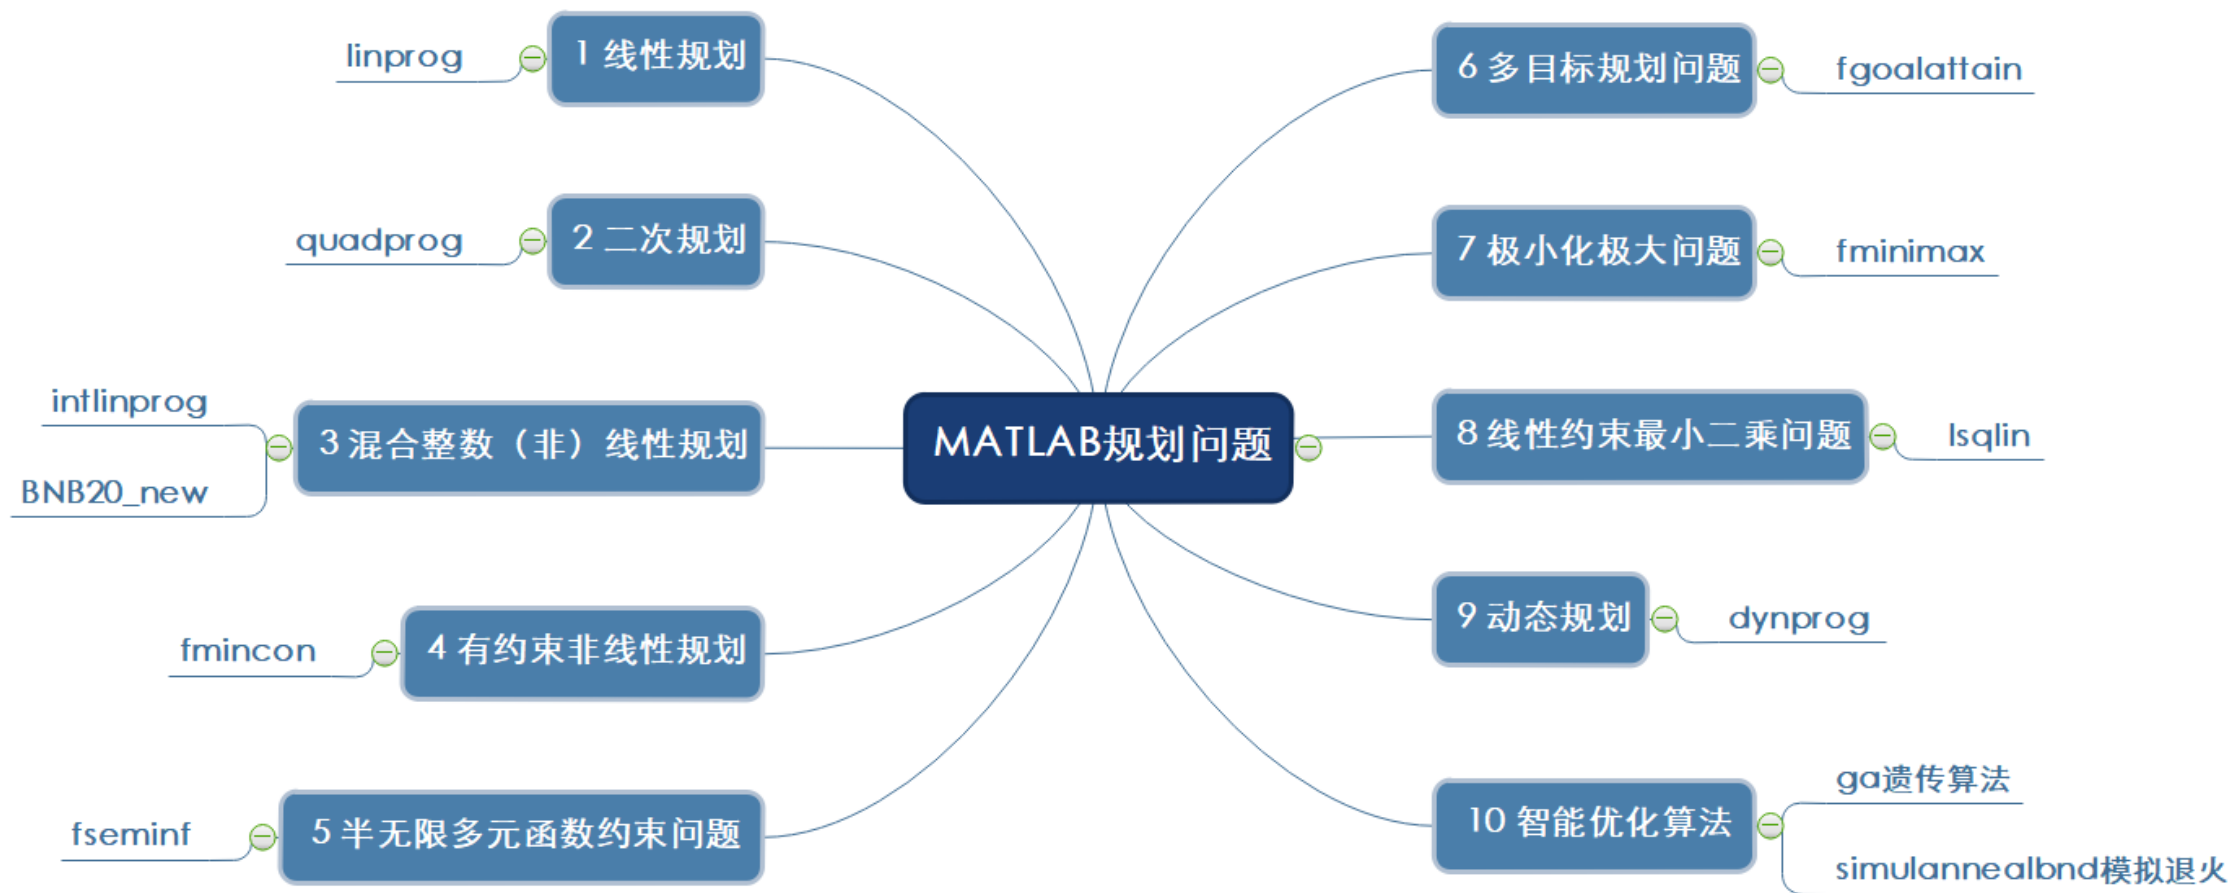 MATLAB规划问题
1 线性规划
linprog
2 二次规划
quadprog
3 混合整数（非）线性规划
intlinprog
BNB20_new
4 有约束非线性规划
fmincon
5 半无限多元函数约束问题
fseminf
6 多目标规划问题
fgoalattain
7 极小化极大问题
fminimax
8 线性约束最小二乘问题
lsqlin
9 动态规划
dynprog
10 智能优化算法
ga遗传算法
simulannealbnd模拟退火